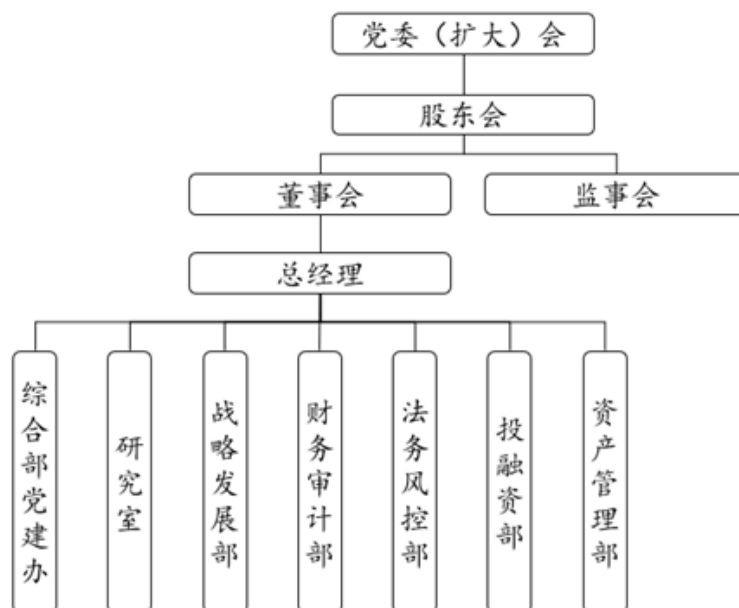 党委（扩大）会
股东会
董事会
监事会
总经理
综合部党建办
研究室
战略发展部
财务审计部
法务风控部
投融资部
资产管理部